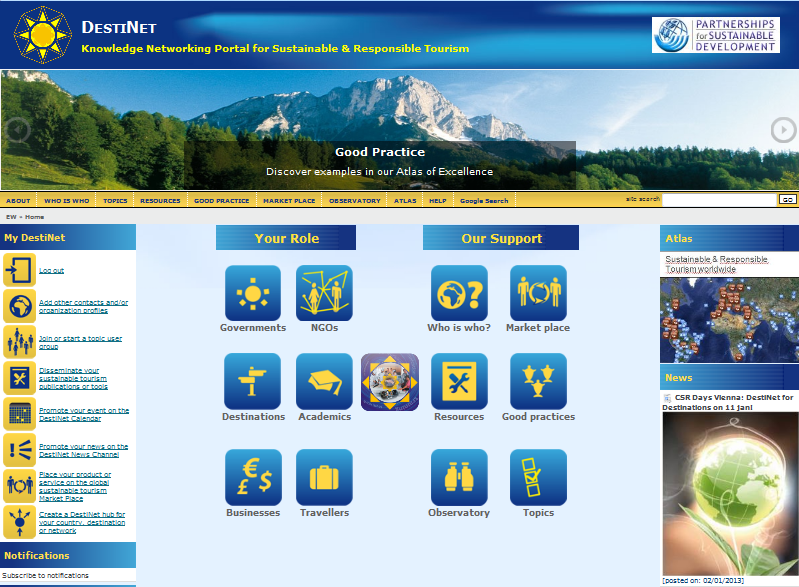 DESTINET
Knowledge Networking Portal for Sustainable & Responsible Tourism
PARTNERSHIPS
for SUSTAINABLE
DEVELOPMENT
Good Practice
Discover examples in our Atlas of Excellence
ABOUT WHO IS WHO TOPICS RESOURCES GOOD PRACTICE MARKET PLACE OBSERVATORY ATLAS HELP Google Search site search GO
EW » Home
My DestiNet
Log out
Add other contacts and/or
organization profiles
Join or start a topic user
group
Disseminate your
sustainable tourism
publications or tools
Promote your event on the
DestiNet Calendar
Promote your news on the
DestiNet News Channel
Place your product or
service on the global
sustainable tourism
Market Place
Create a DestiNet hub for
your country, destination
or network
Notifications
Subscribe to notifications
Your Role
Governments NGOs
Destinations Academics
Businesses Travellers
Our Support
Who is who? Market place
Resources Good practices
Observatory Topics
Atlas
Sustainable & Responsible
Tourism worldwide
News
CSR Days Vienna: DestiNet for
Destinations on 11 jan!
[posted on: 02/01/2013]